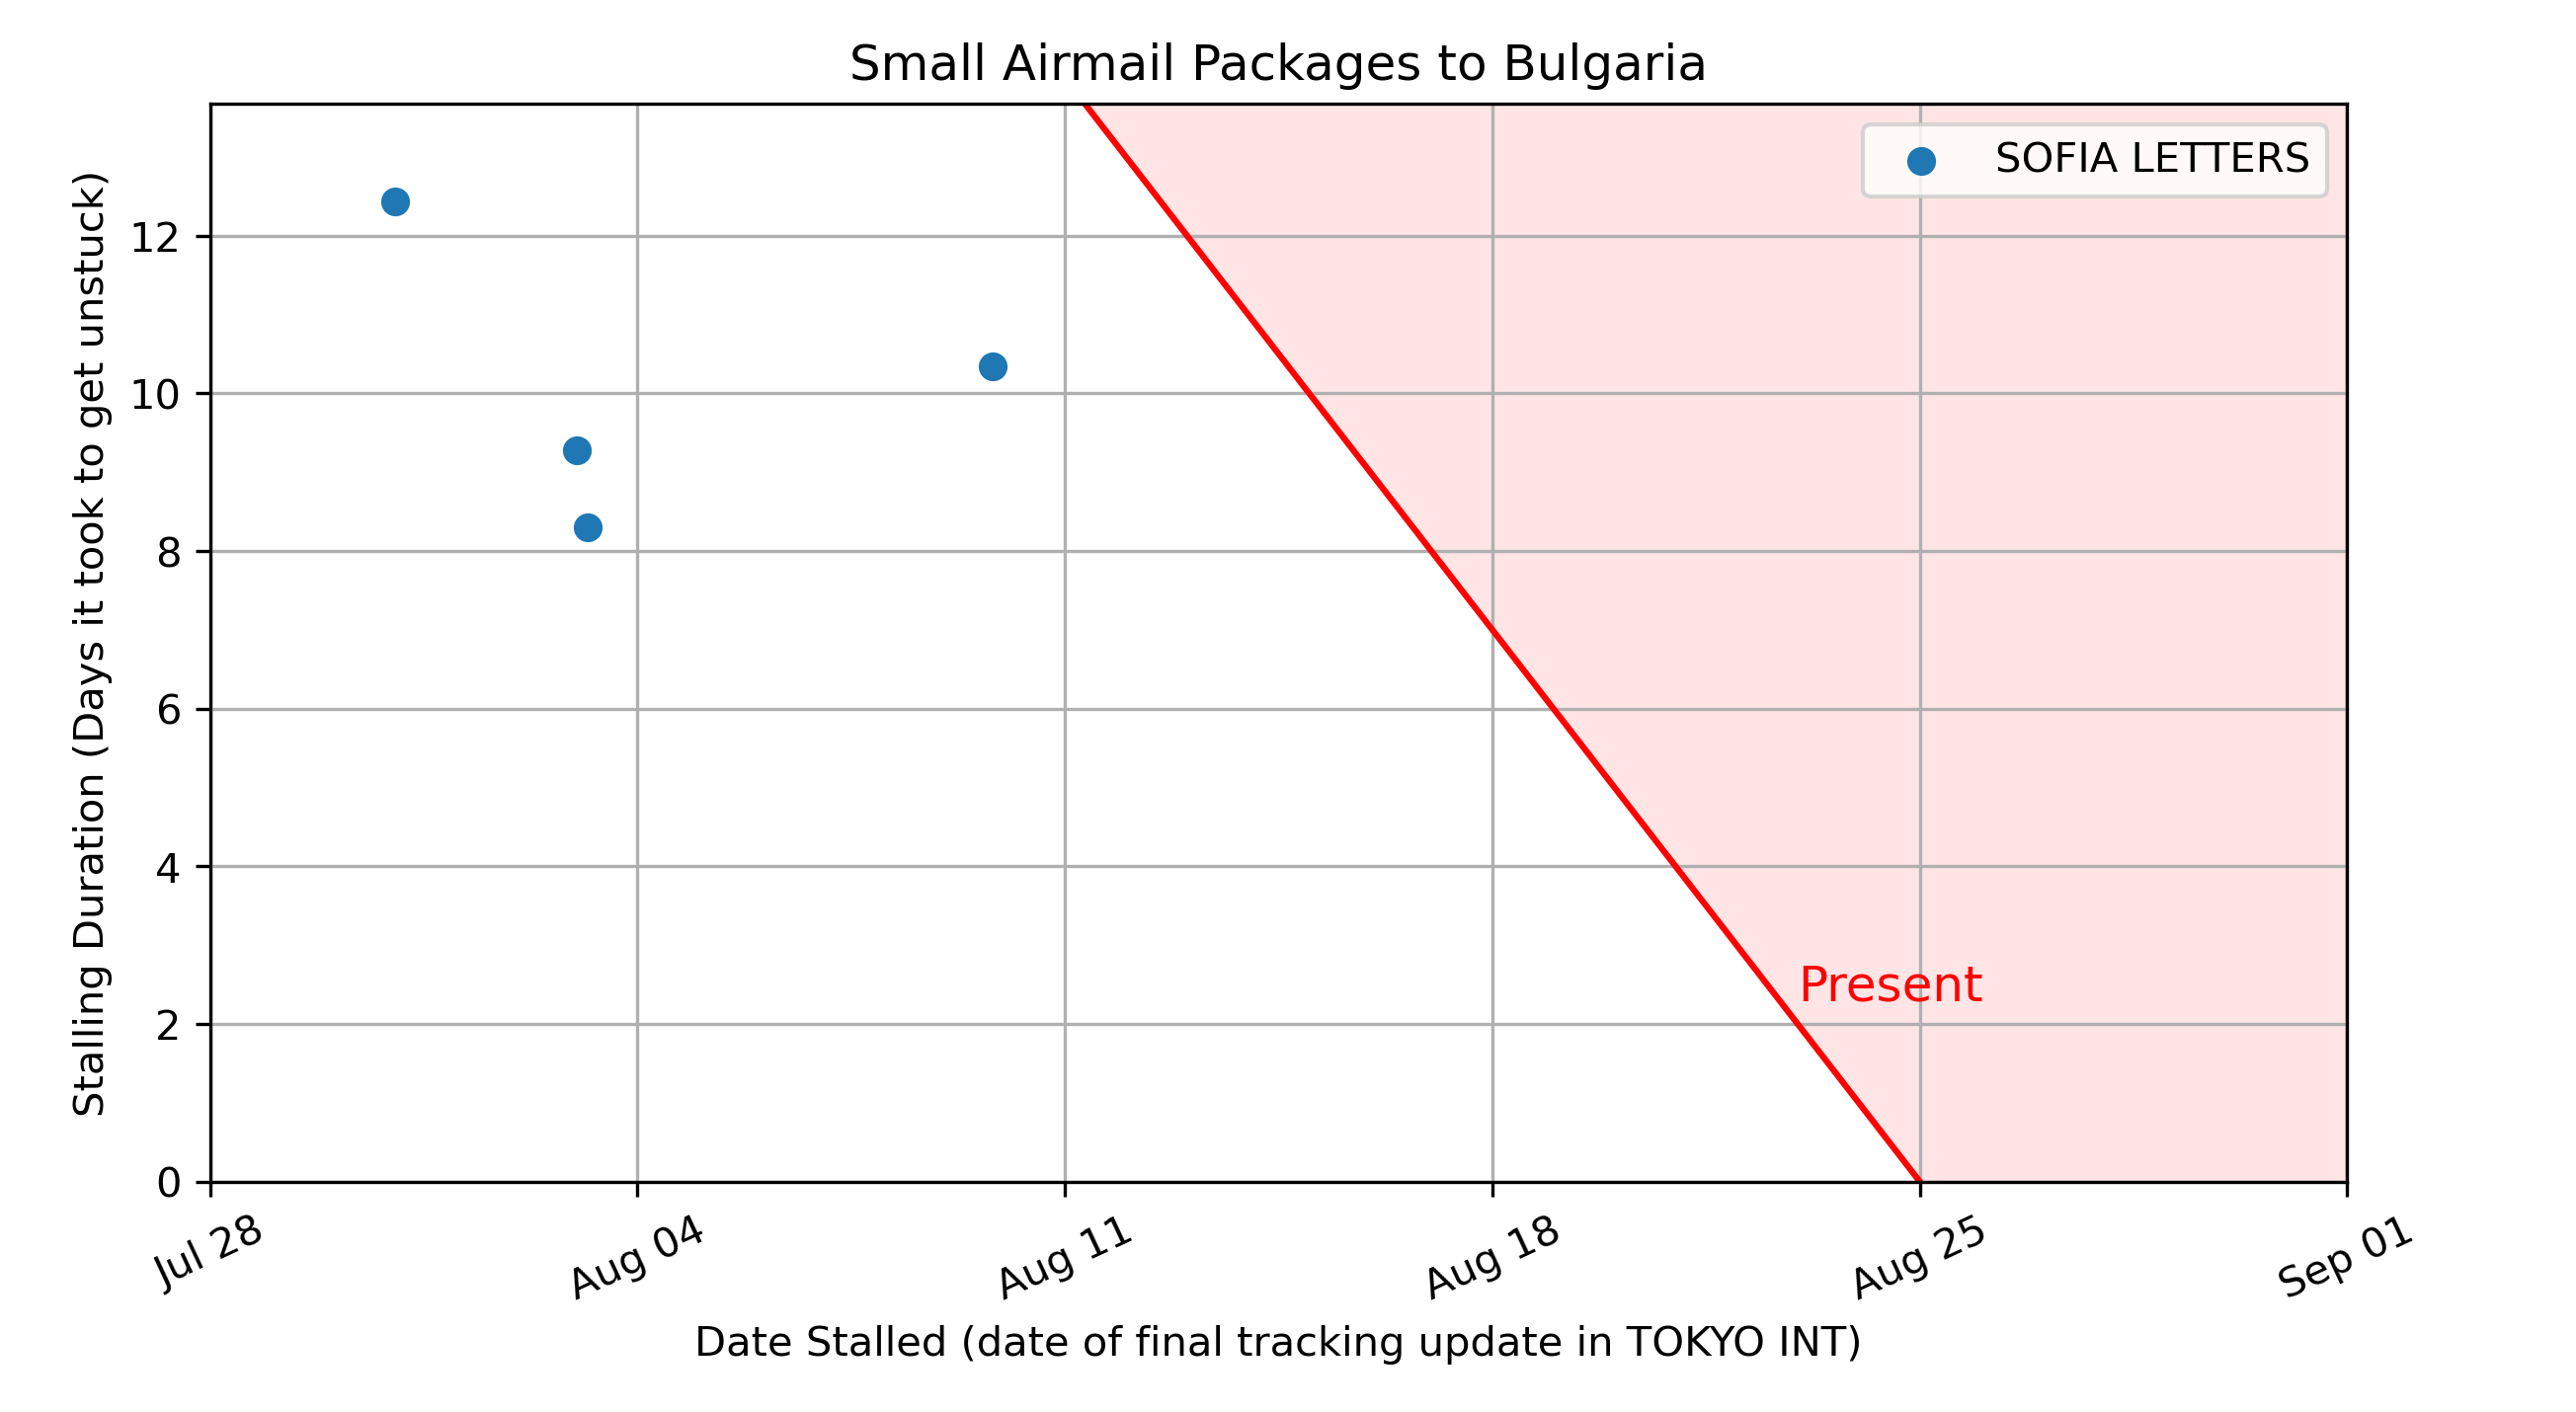 Small Airmail Packages to Bulgaria
SOFIA LETTERS
Stalling Duration (Days it took to get unstuck)
12
10
8
6
4
2
0
Present
Jul 28
Aug 04
Aug 11
Aug 18
Aug 25
Sep 01
Date Stalled (date of final tracking update in TOKYO INT)